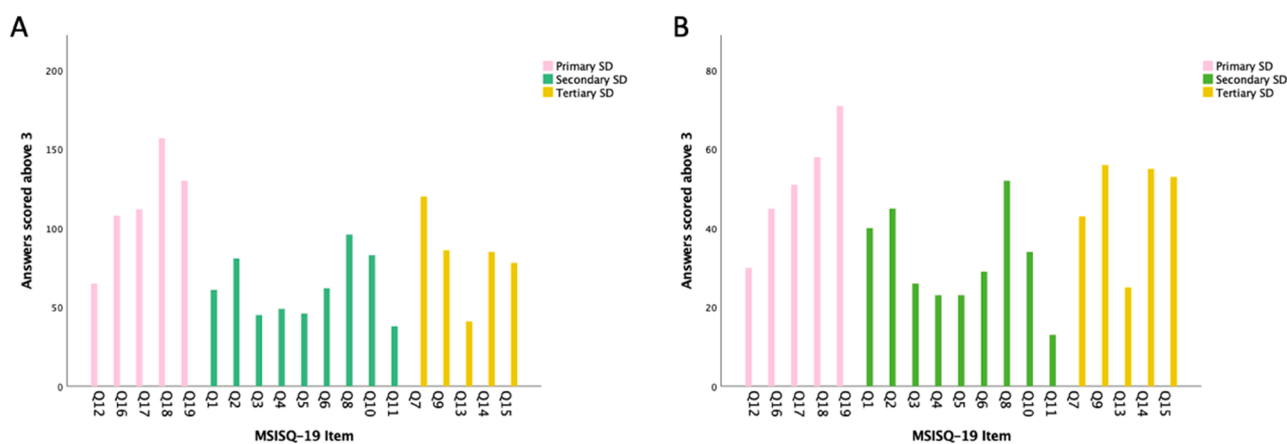 A
Answers scored above 3
200
150
100
50
0
Primary SD
Secondary SD
Tertiary SD
Q12 Q16 Q17 Q18 Q19 Q1 Q2 Q3 Q4 Q5 Q6 Q8 Q10 Q11 Q7 Q9 Q13 Q14 Q15
MSISQ-19 Item
B
Answers scored above 3
80
60
40
20
0
Primary SD
Secondary SD
Tertiary SD
Q12 Q16 Q17 Q18 Q19 Q1 Q2 Q3 Q4 Q5 Q6 Q8 Q10 Q11 Q7 Q9 Q13 Q14 Q15
MSISQ-19 Item